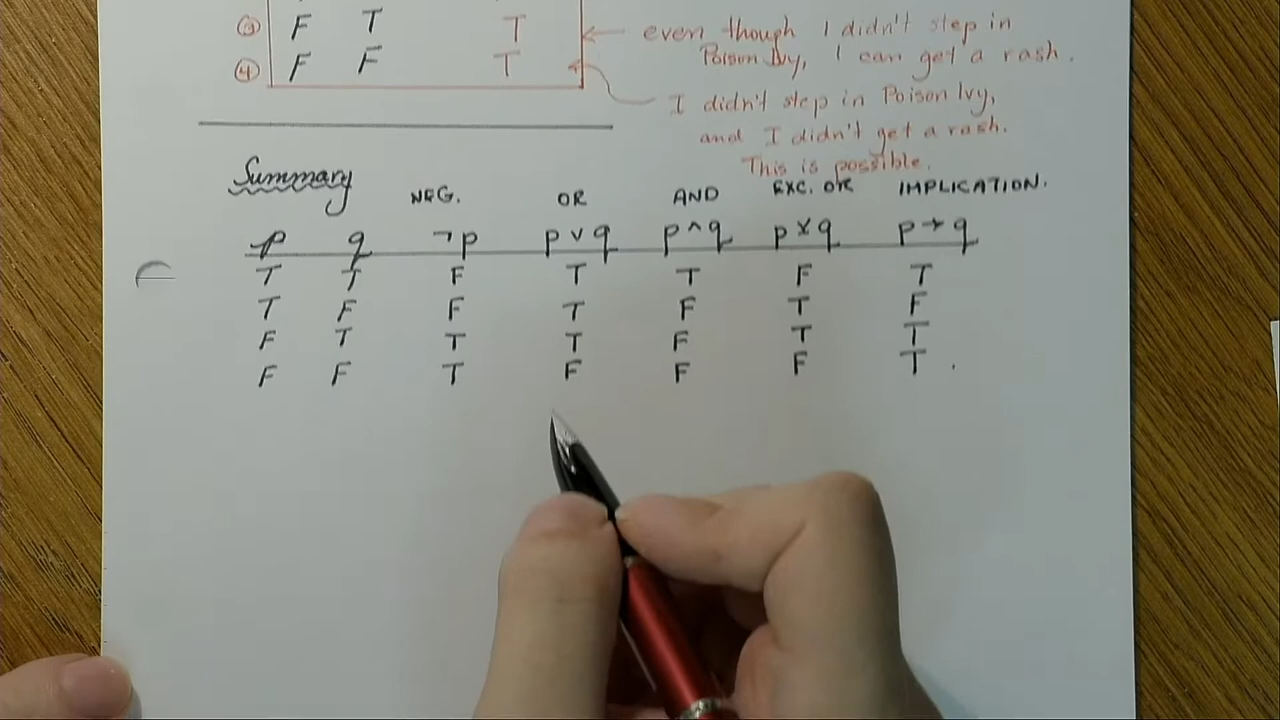 ③ F T T ← even though I didn't step in
Poison Ivy, I can get a rash.
④ F F T
I didn't step in Poison Ivy,
and I didn't get a rash.
This is possible.
Summary
NEG. OR AND EXC. OR IMPLICATION.
p q ¬p p ∨ q p ^ q p ⊻ q p → q
T T F T T F T
T F F T F T F
F T T T F T T
F F T F F F T .